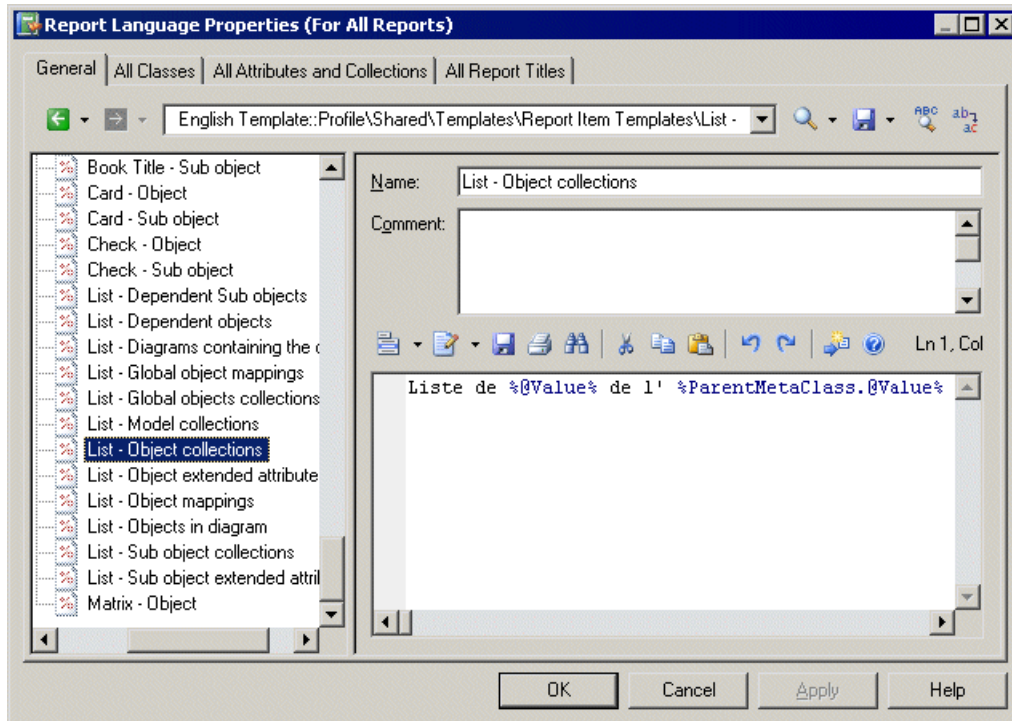 Report Language Properties (For All Reports)
General All Classes All Attributes and Collections All Report Titles
English Template::Profile\Shared\Templates\Report Item Templates\List -
Book Title - Sub object
Card - Object
Card - Sub object
Check - Object
Check - Sub object
List - Dependent Sub objects
List - Dependent objects
List - Diagrams containing the
List - Global object mappings
List - Global objects collections
List - Model collections
List - Object collections
List - Object extended attribute
List - Object mappings
List - Objects in diagram
List - Sub object collections
List - Sub object extended attril
Matrix - Object
Name: List - Object collections
Comment:
Ln 1, Col
Liste de %@Value% de l' %ParentMetaClass.@Value%
OK Cancel Apply Help